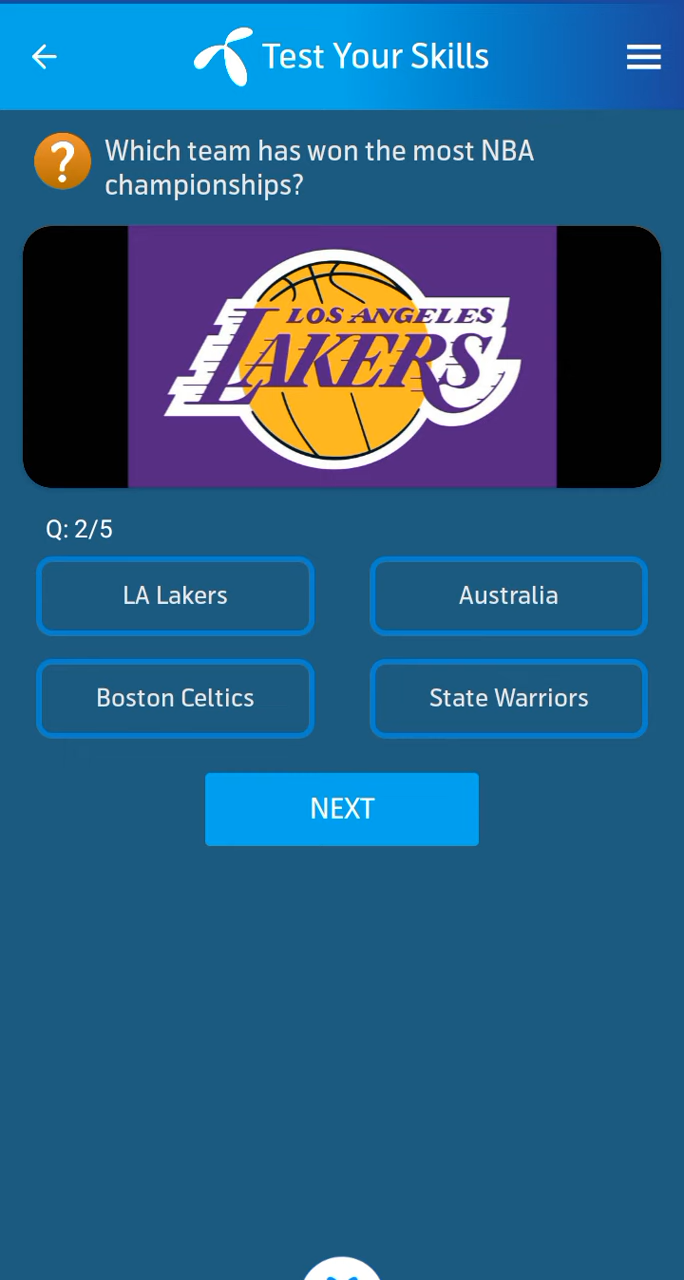 Test Your Skills
Which team has won the most NBA
championships?
LOS ANGELES
LAKERS
Q: 2/5
LA Lakers
Australia
Boston Celtics
State Warriors
NEXT